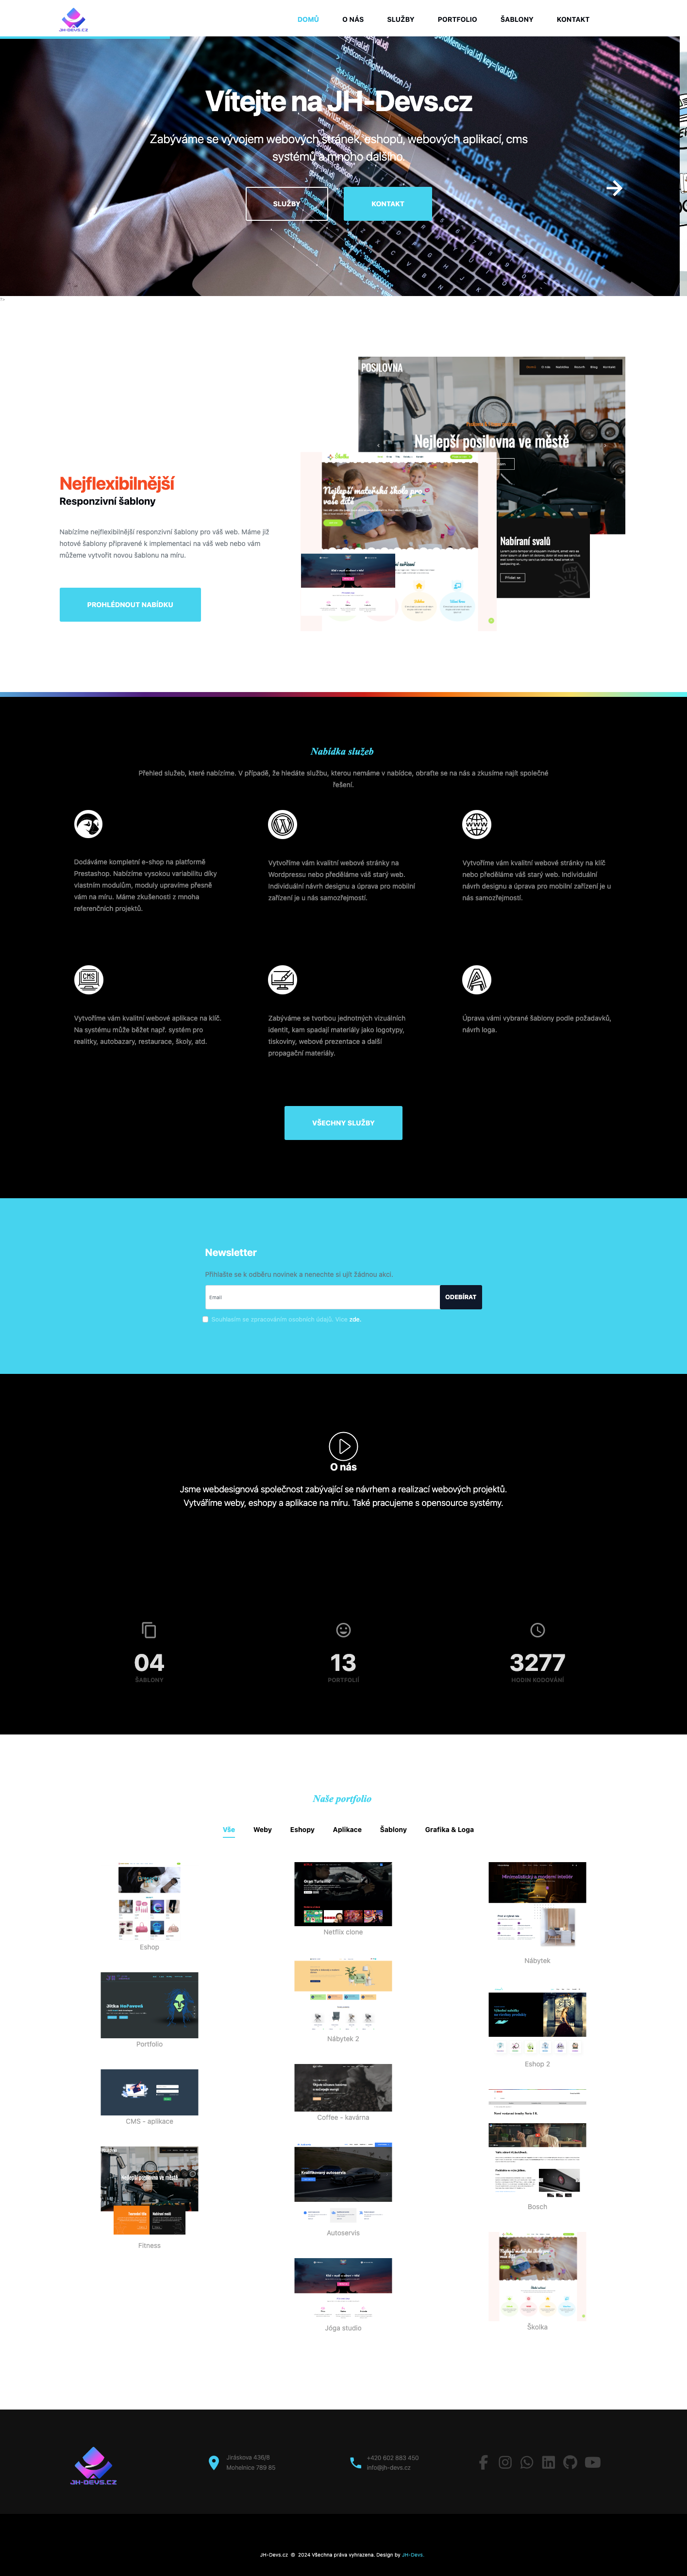 JH-DEVS.CZ
DOMŮ O NÁS SLUŽBY PORTFOLIO ŠABLONY KONTAKT
Vítejte na JH-Devs.cz
Zabýváme se vývojem webových stránek, eshopů, webových aplikací, cms
systémů a mnoho dalšího.
SLUŽBY KONTAKT
Nejflexibilnější
Responzivní šablony
Nabízíme nejflexibilnější responzivní šablony pro váš web. Máme již
hotové šablony připravené k implementaci na váš web nebo vám
můžeme vytvořit novou šablonu na míru.
PROHLÉDNOUT NABÍDKU
POSILOVNA
Nejlepší posilovna ve městě
Školka
Nejlepší mateřská škola pro
vaše dítě
Nabíraní svalů
Nabídka služeb
Přehled služeb, které nabízíme. V případě, že hledáte službu, kterou nemáme v nabídce, obraťte se na nás a zkusíme najít společné
řešení.
Dodáváme kompletní e-shop na platformě
Prestashop. Nabízíme vysokou variabilitu díky
vlastním modulům, moduly upravíme přesně
vám na míru. Máme zkušenosti z mnoha
referenčních projektů.
Vytvoříme vám kvalitní webové stránky na
Wordpressu nebo předěláme váš starý web.
Individuální návrh designu a úprava pro mobilní
zařízení je u nás samozřejmostí.
Vytvoříme vám kvalitní webové stránky na klíč
nebo předěláme váš starý web. Individuální
návrh designu a úprava pro mobilní zařízení je u
nás samozřejmostí.
Vytvoříme vám kvalitní webové aplikace na klíč.
Na systému může běžet např. systém pro
realitky, autobazary, restaurace, školy, atd.
Zabýváme se tvorbou jednotných vizuálních
identit, kam spadají materiály jako logotypy,
tiskoviny, webové prezentace a další
propagační materiály.
Úprava vámi vybrané šablony podle požadavků,
návrh loga.
VŠECHNY SLUŽBY
Newsletter
Přihlašte se k odběru novinek a nenechte si ujít žádnou akci.
Email
ODEBÍRAT
Souhlasím se zpracováním osobních údajů. Více zde.
O nás
Jsme webdesignová společnost zabývající se návrhem a realizací webových projektů.
Vytváříme weby, eshopy a aplikace na míru. Také pracujeme s opensource systémy.
04
ŠABLONY
13
PORTFOLIÍ
3277
HODIN KÓDOVÁNÍ
Naše portfolio
Vše Weby Eshopy Aplikace Šablony Grafika & Loga
Eshop
Netflix clone
Nábytek
Portfolio
Nábytek 2
Eshop 2
CMS - aplikace
Coffee - kavárna
Bosch
Fitness
Autoservis
Školka
Jóga studio
JH-DEVS.CZ
Jiráskova 436/8
Mohelnice 789 85
+420 602 883 450
info@jh-devs.cz
JH-Devs.cz © 2024 Všechna práva vyhrazena. Design by JH-Devs.